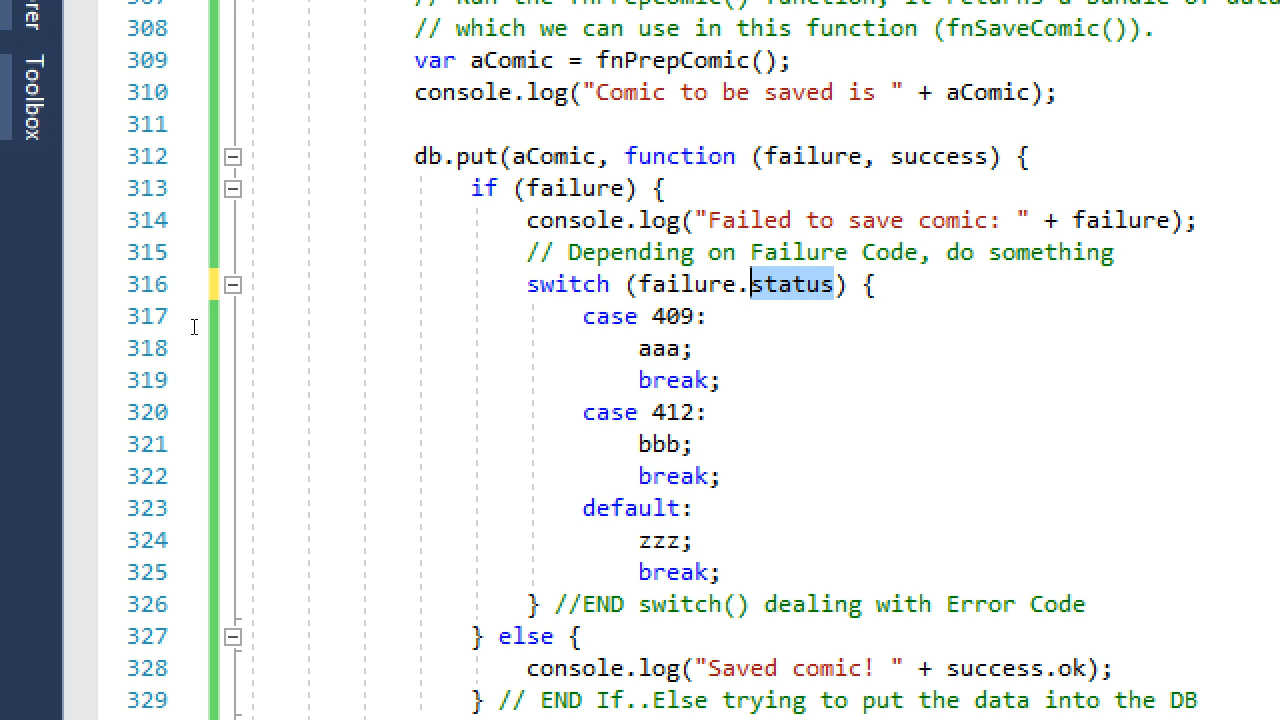 rer
Toolbox
308 // which we can use in this function (fnSaveComic()).
309 var aComic = fnPrepComic();
310 console.log("Comic to be saved is " + aComic);
311
312 db.put(aComic, function (failure, success) {
313 if (failure) {
314 console.log("Failed to save comic: " + failure);
315 // Depending on Failure Code, do something
316 switch (failure.status) {
317 case 409:
318 aaa;
319 break;
320 case 412:
321 bbb;
322 break;
323 default:
324 zzz;
325 break;
326 } //END switch() dealing with Error Code
327 } else {
328 console.log("Saved comic! " + success.ok);
329 } // END If..Else trying to put the data into the DB